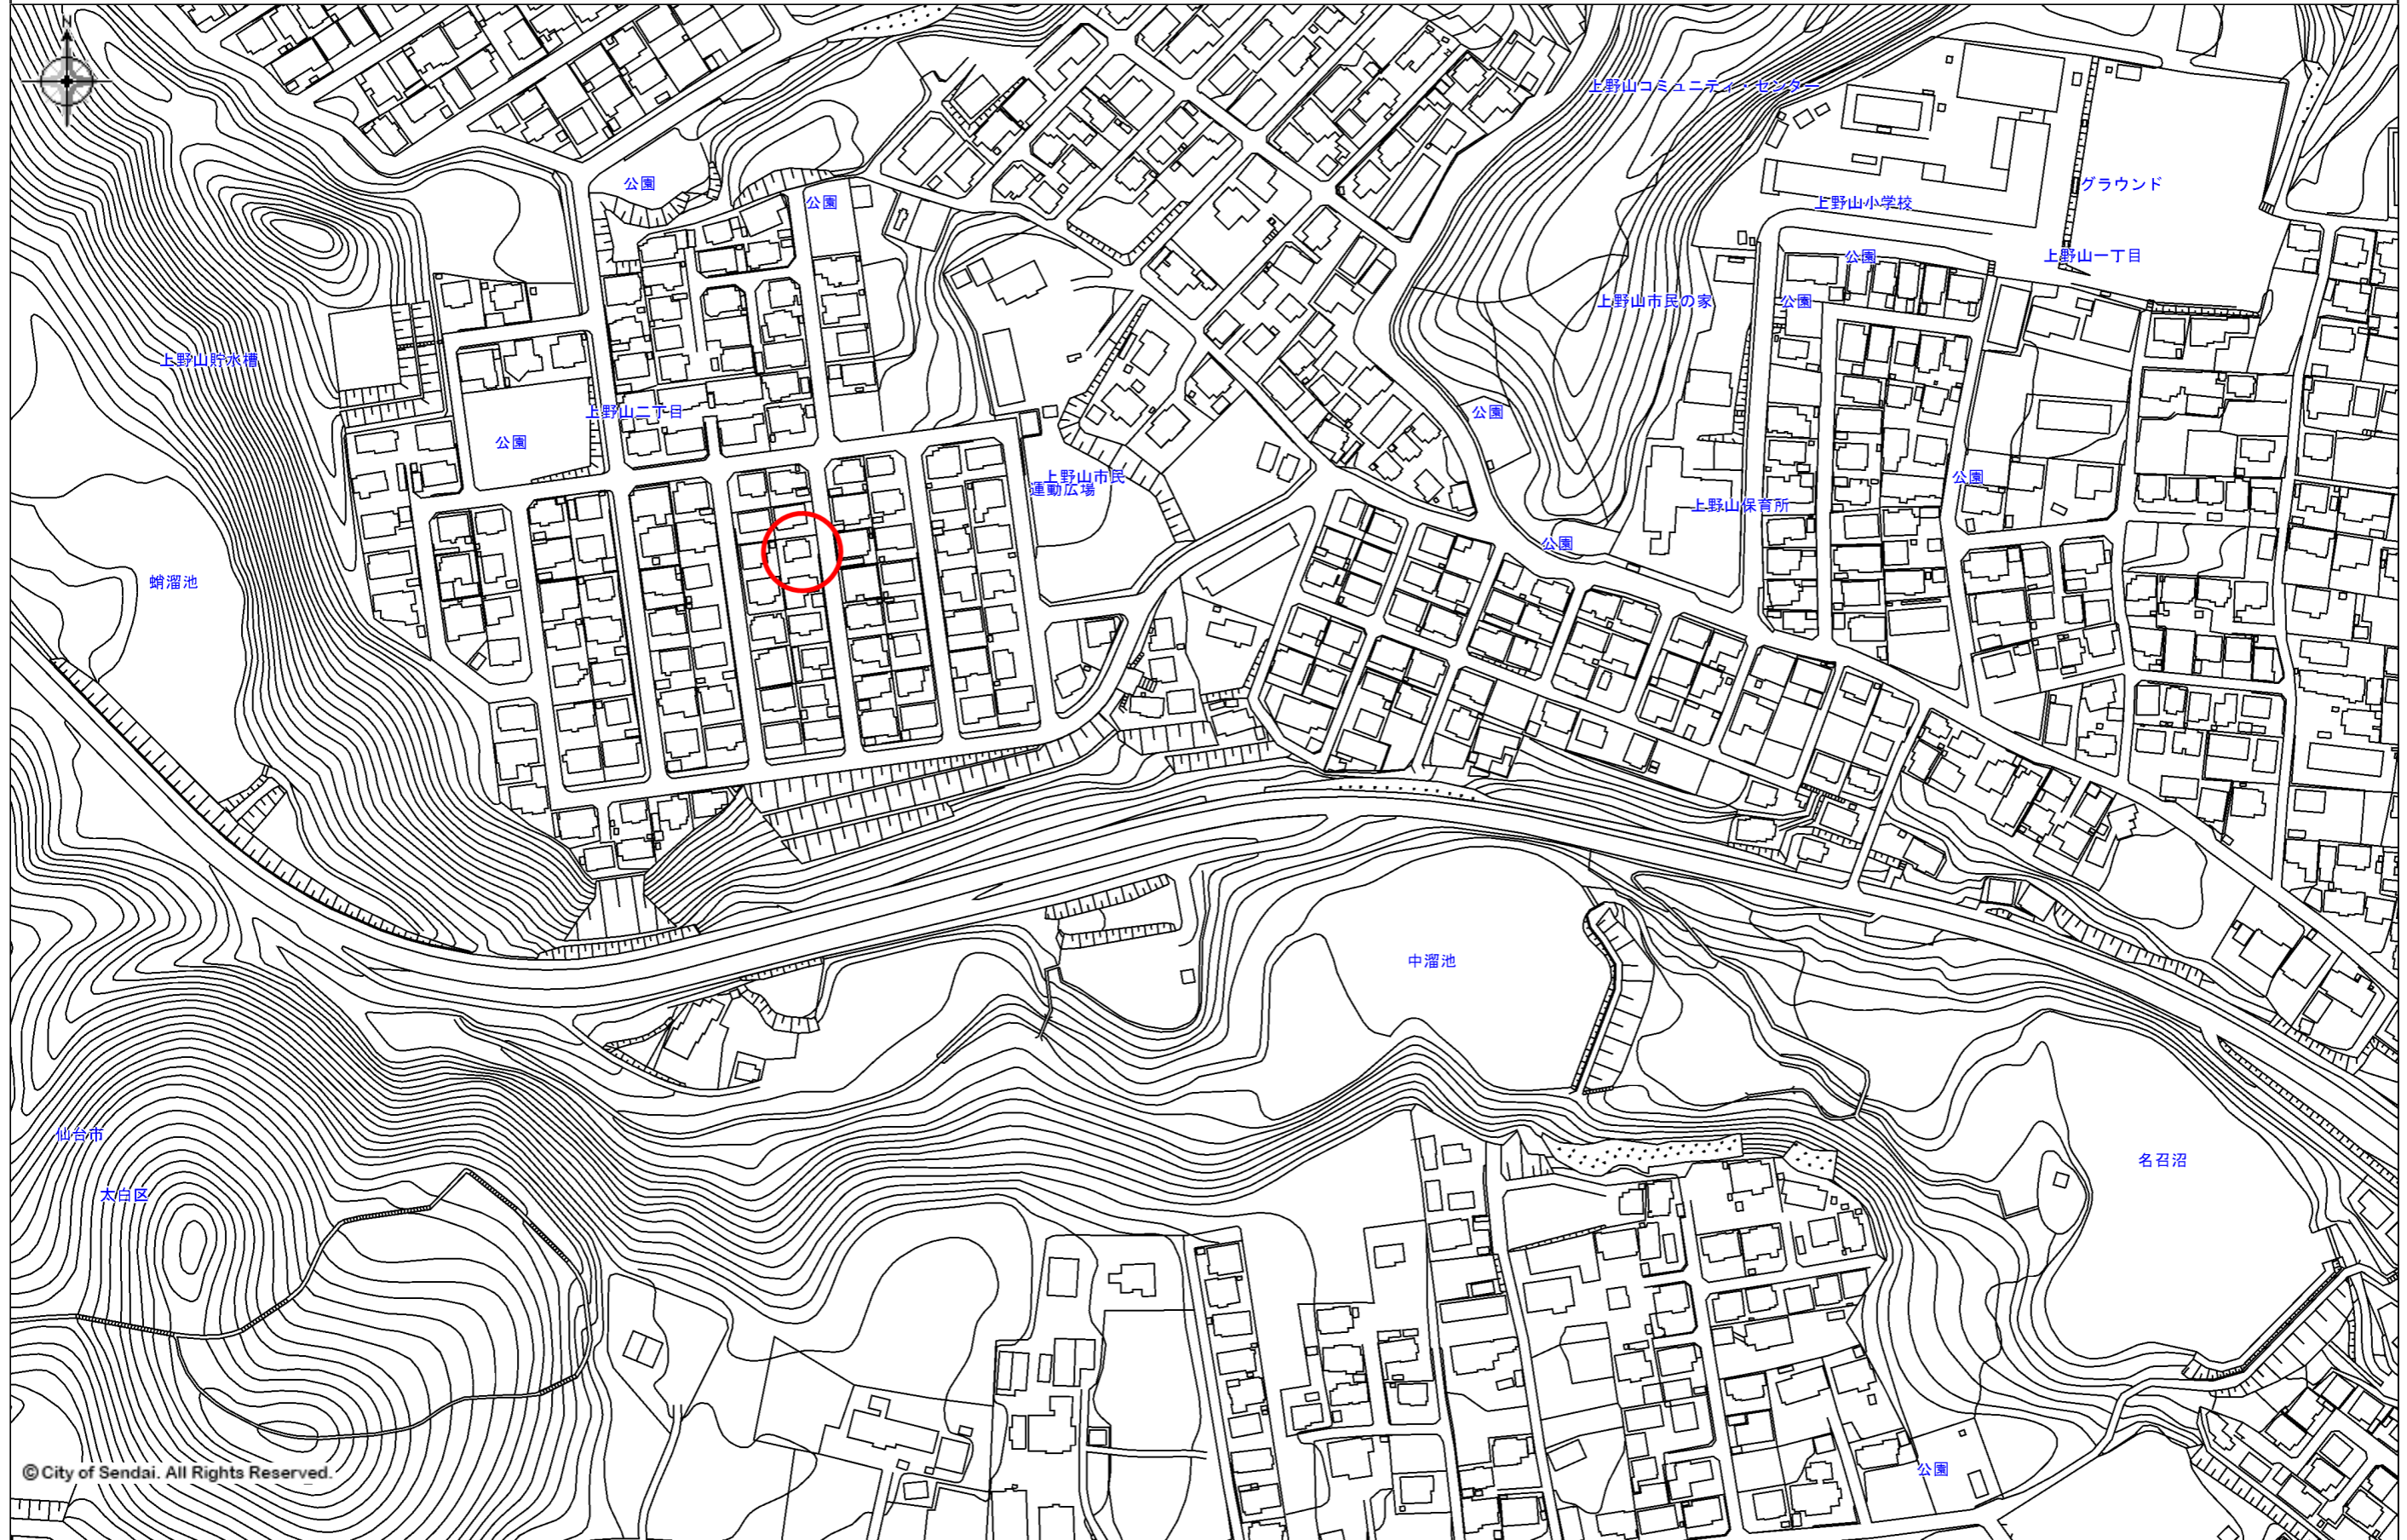 N
上野山コミュニティ・センター
公園
グラウンド
公園
上野山小学校
上野山一丁目
公園
上野山市民の家
公園
上野山貯水槽
上野山二丁目
公園
公園
上野山市民
運動広場
公園
上野山保育所
公園
蛸溜池
中溜池
仙台市
名召沼
太白区
公園
©City of Sendai. All Rights Reserved.